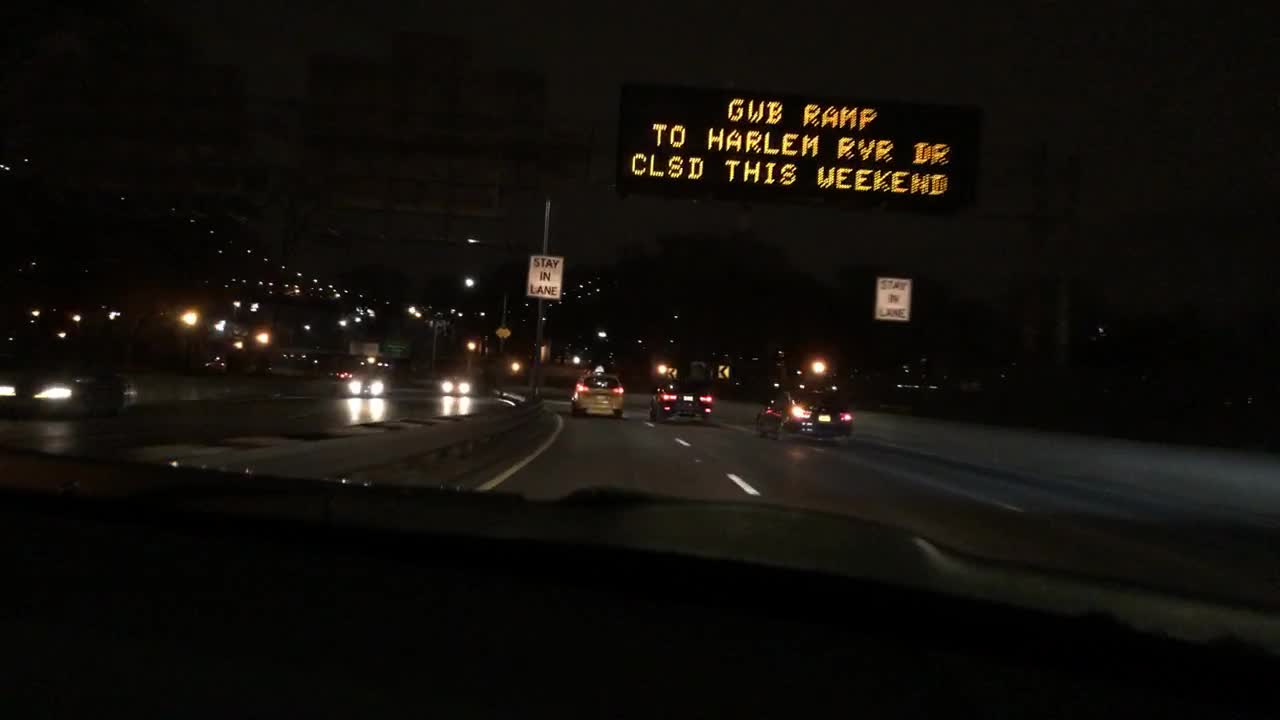 GWB RAMP
TO HARLEM RVR DR
CLSD THIS WEEKEND
STAY
IN
LANE
STAY
IN
LANE